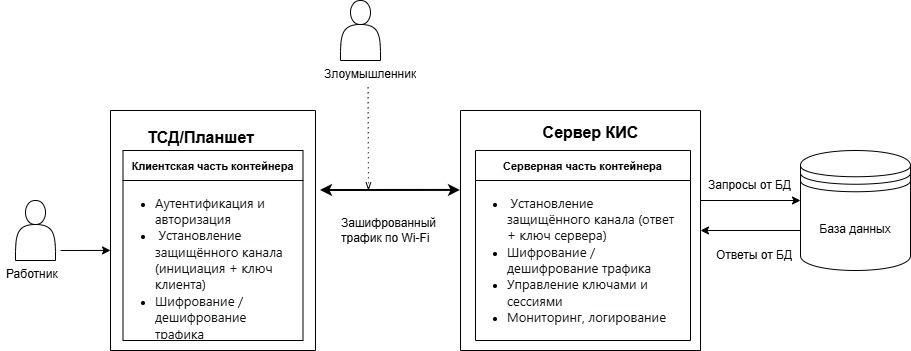 Злоумышленник
ТСД/Планшет
Клиентская часть контейнера
Аутентификация и
авторизация
Установление
защищённого канала
(инициация + ключ
клиента)
Шифрование /
дешифрование
трафика
Работник
Зашифрованный
трафик по Wi-Fi
Сервер КИС
Серверная часть контейнера
Установление
защищённого канала (ответ
+ ключ сервера)
Шифрование /
дешифрование трафика
Управление ключами и
сессиями
Мониторинг, логирование
Запросы от БД
Ответы от БД
База данных